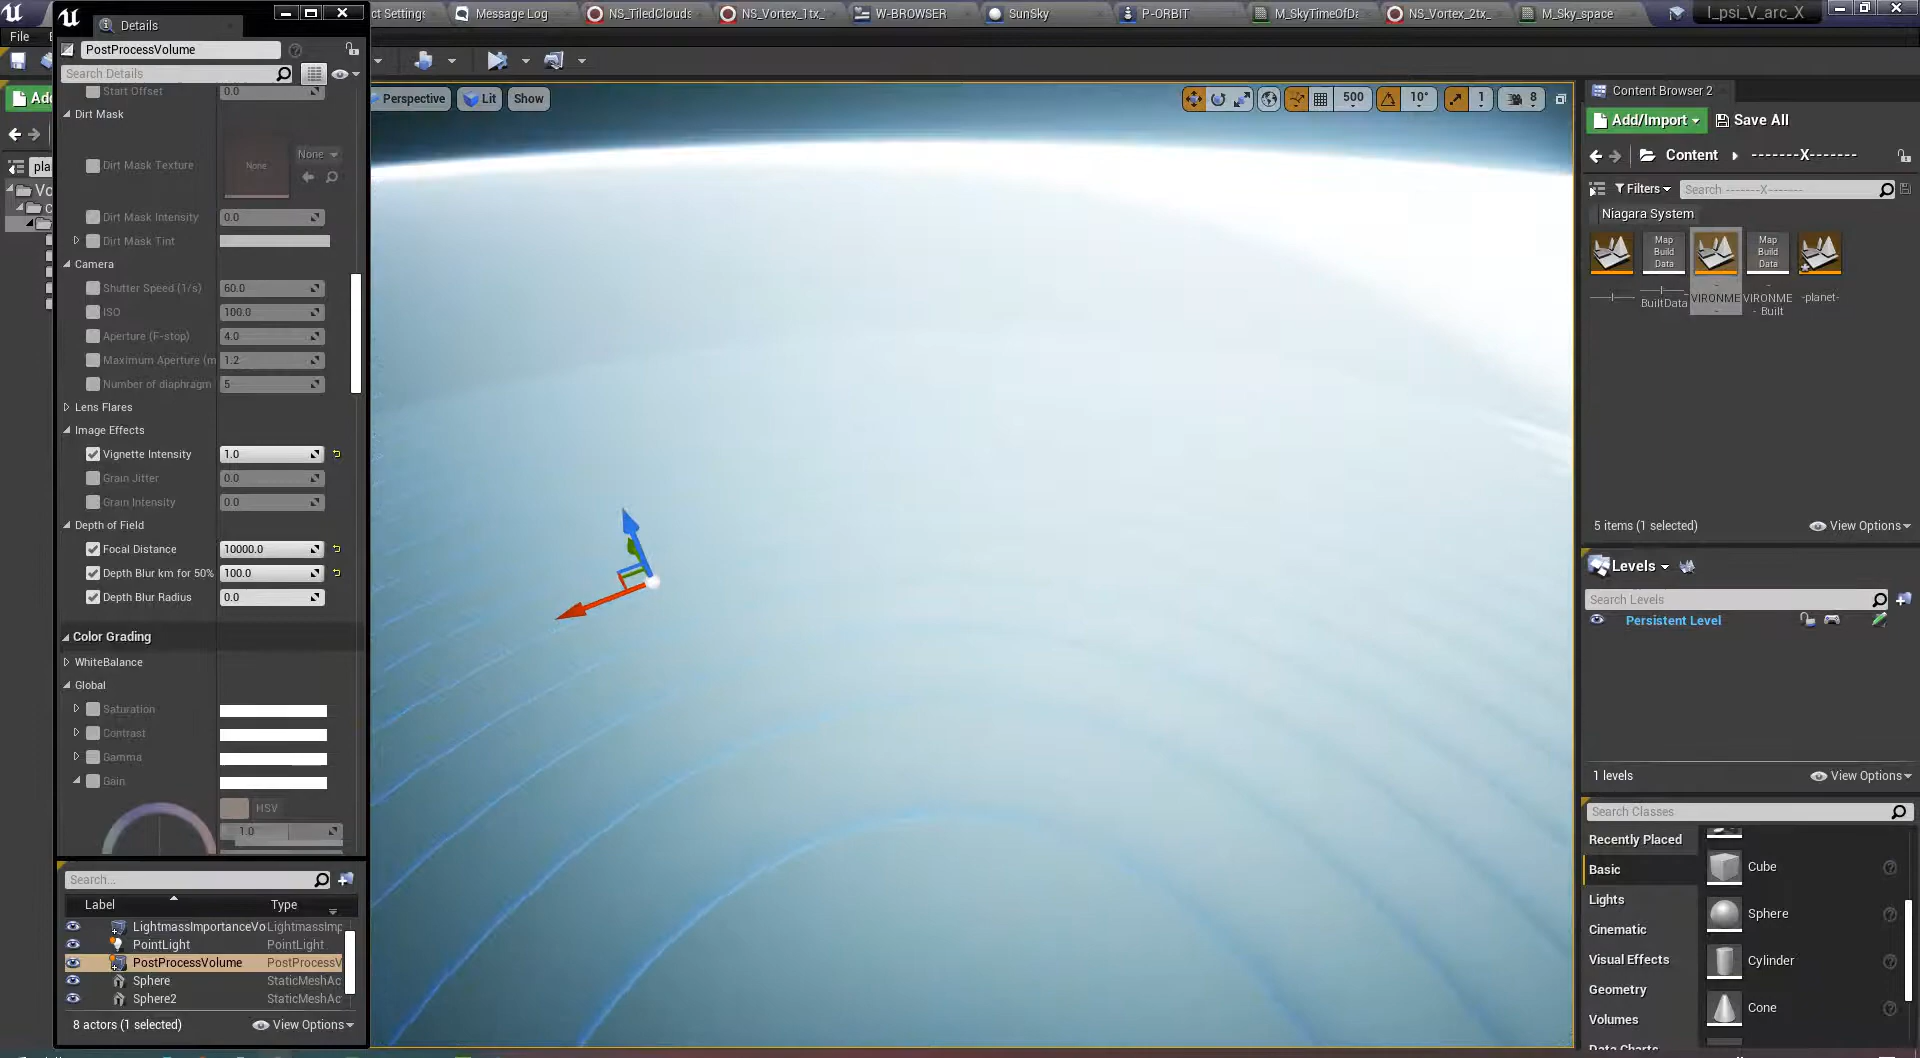 Details
ct Settings
Message Log
NS_TiledClouds
NS_Vortex_1tx_
W-BROWSER
SunSky
P-ORBIT
M_SkyTimeOfDa
NS_Vortex_2tx_
M_Sky_space
I_psi_V_arc_X
File
PostProcessVolume
Search Details
Add
pla
Vo
Start Offset 0.0
Dirt Mask
Dirt Mask Texture None None
Dirt Mask Intensity 0.0
Dirt Mask Tint
Camera
Shutter Speed (1/s) 60.0
ISO 100.0
Aperture (F-stop) 4.0
Maximum Aperture (m 1.2
Number of diaphragm 5
Lens Flares
Image Effects
Vignette Intensity 1.0
Grain Jitter 0.0
Grain Intensity 0.0
Depth of Field
Focal Distance 10000.0
Depth Blur km for 50% 100.0
Depth Blur Radius 0.0
Color Grading
WhiteBalance
Global
Saturation
Contrast
Gamma
Gain
HSV
1.0
Search...
Label Type
LightmassImportanceVo LightmassImp
PointLight PointLight
PostProcessVolume PostProcessV
Sphere StaticMeshAc
Sphere2 StaticMeshAc
8 actors (1 selected) View Options
Perspective Lit Show
500 10° 1 8
Content Browser 2
Add/Import Save All
Content -------X-------
Filters Search -------X-------
Niagara System
Map Build Data
Map Build Data
BuiltData
VIRONME
VIRONME
Built
-planet-
5 items (1 selected) View Options
Levels
Search Levels
Persistent Level
1 levels View Options
Search Classes
Recently Placed
Basic
Lights
Cinematic
Visual Effects
Geometry
Volumes
Cube
Sphere
Cylinder
Cone